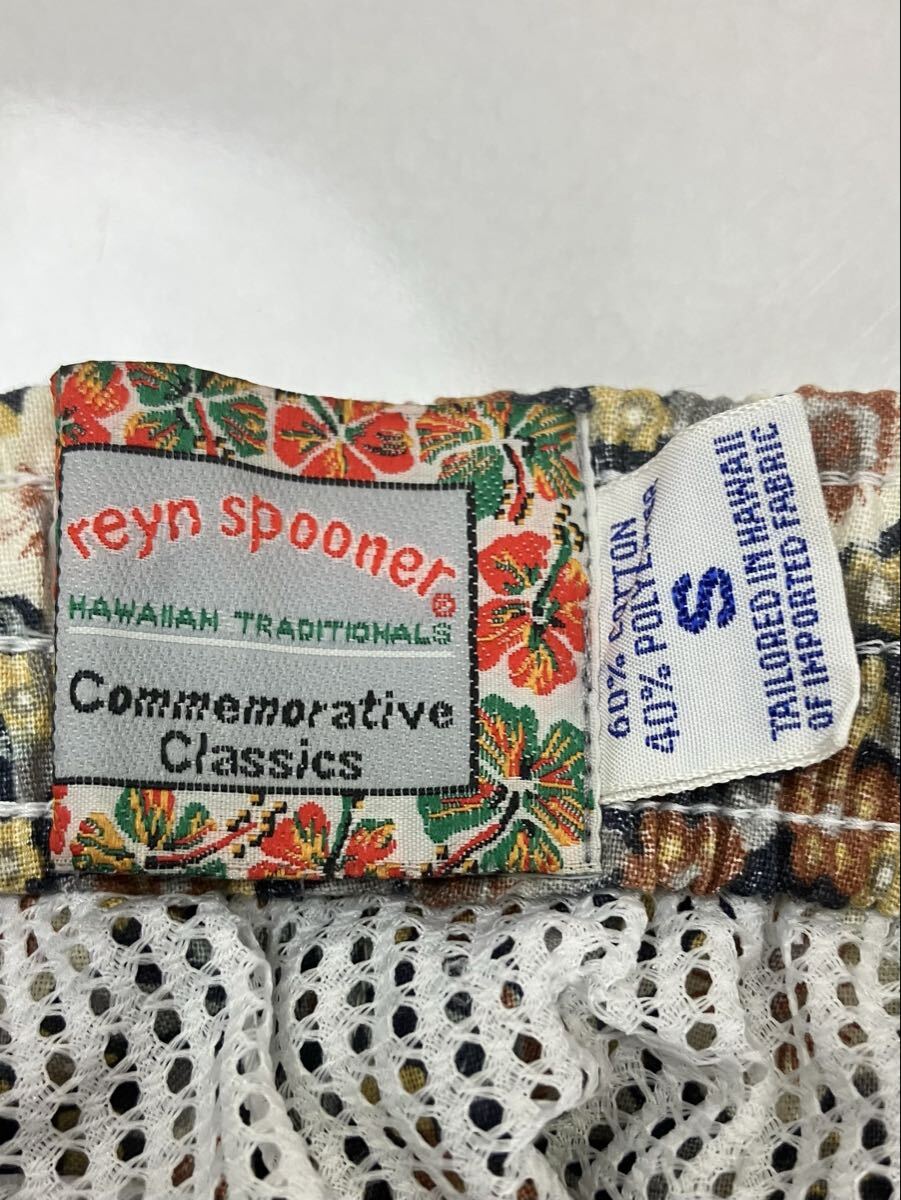 reyn spooner®
HAWAIIAN TRADITIONALS
Commemorative
Classics
60% COTTON
40% POLYESTER
S
TAILORED IN HAWAII
OF IMPORTED FABRIC